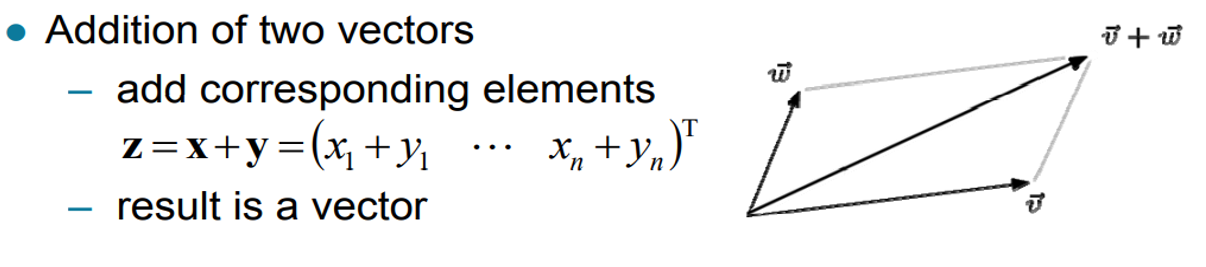 ● Addition of two vectors
– add corresponding elements
z = x + y = (x₁ + y₁ ⋯ xₙ + yₙ)ᵀ
– result is a vector
v⃗ + w⃗
w⃗
v⃗